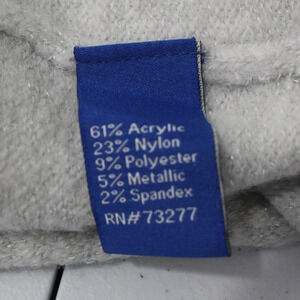 61% Acrylic
23% Nylon
9% Polyester
5% Metallic
2% Spandex
RN#73277